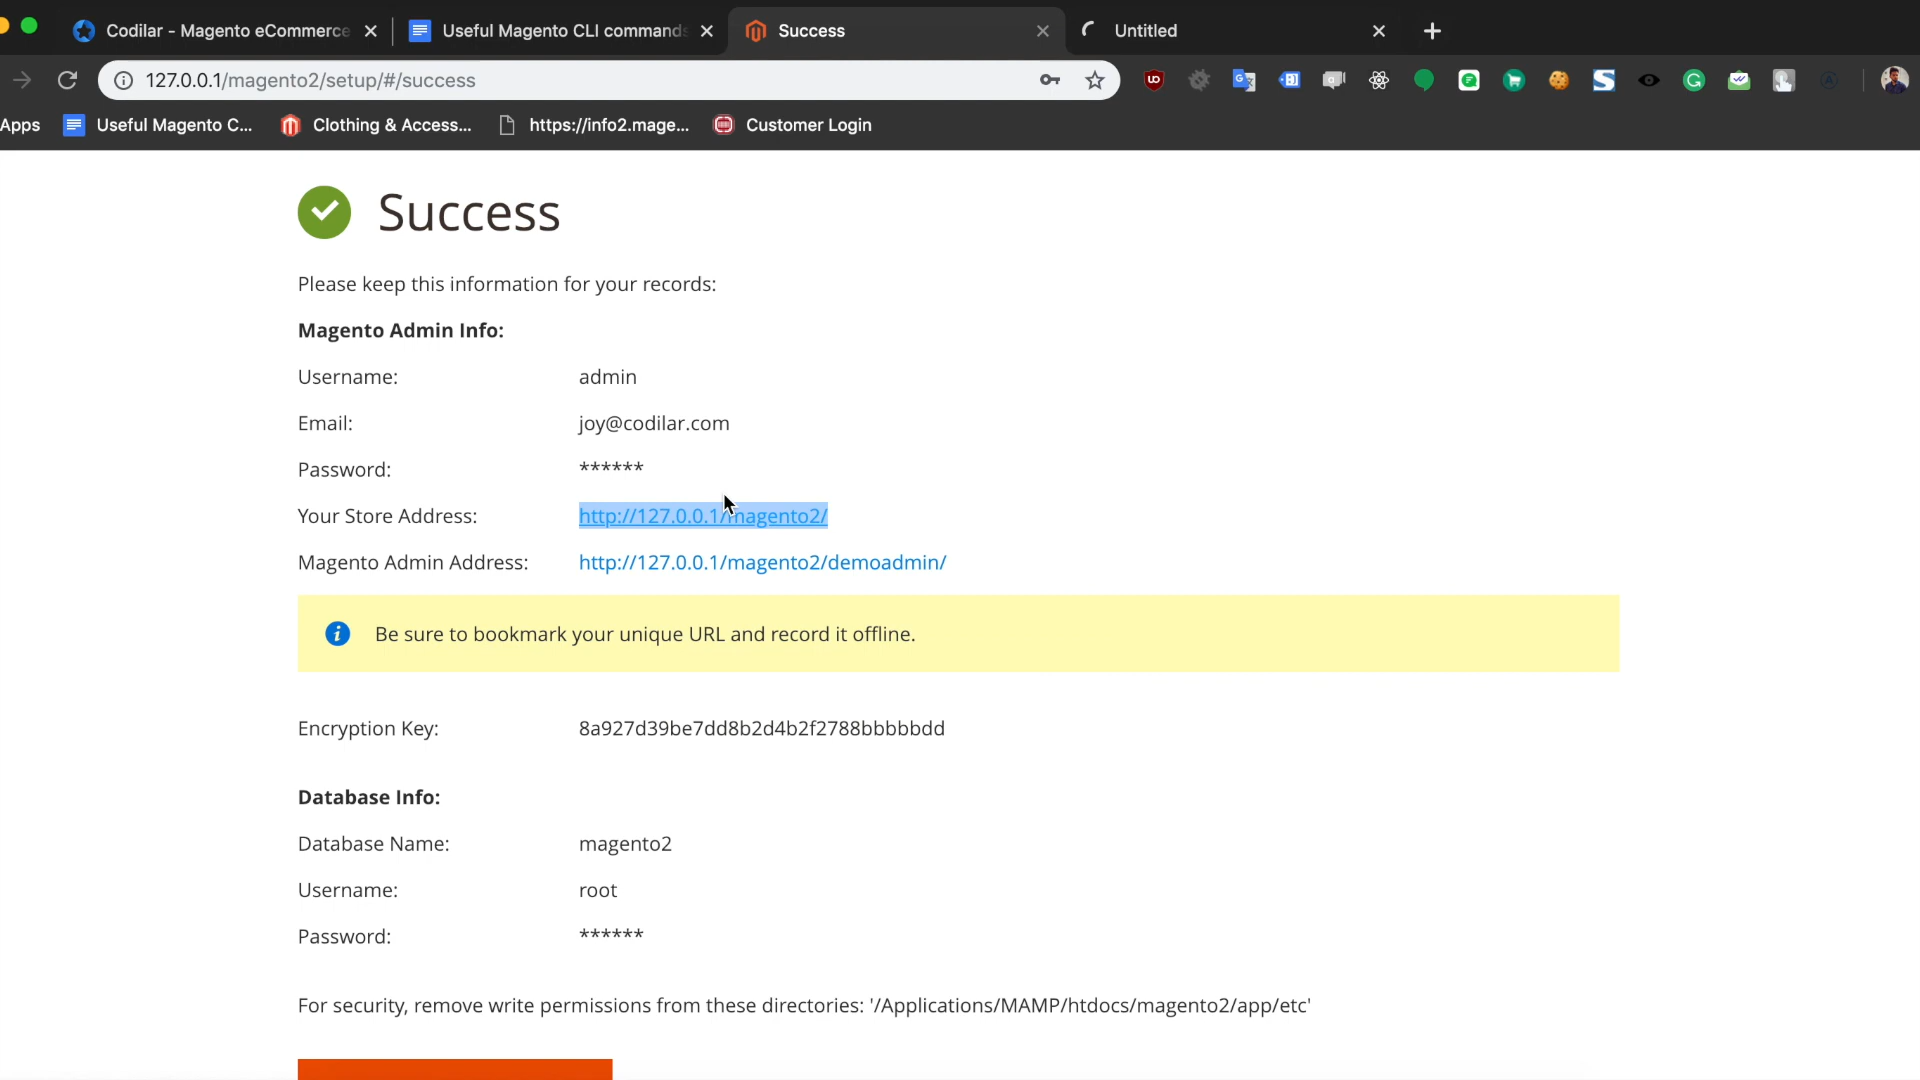 Codilar - Magento eCommerce
Useful Magento CLI commands
Success
Untitled
127.0.0.1/magento2/setup/#/success
Apps
Useful Magento C...
Clothing & Access...
https://info2.mage...
Customer Login
Success
Please keep this information for your records:
Magento Admin Info:
Username: admin
Email: joy@codilar.com
Password: ******
Your Store Address: http://127.0.0.1/magento2/
Magento Admin Address: http://127.0.0.1/magento2/demoadmin/
Be sure to bookmark your unique URL and record it offline.
Encryption Key: 8a927d39be7dd8b2d4b2f2788bbbbbdd
Database Info:
Database Name: magento2
Username: root
Password: ******
For security, remove write permissions from these directories: '/Applications/MAMP/htdocs/magento2/app/etc'